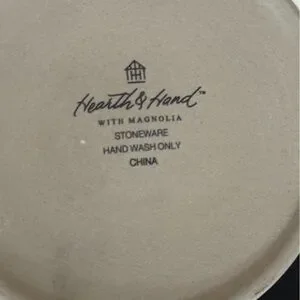 Hearth & Hand™
WITH MAGNOLIA
STONEWARE
HAND WASH ONLY
CHINA